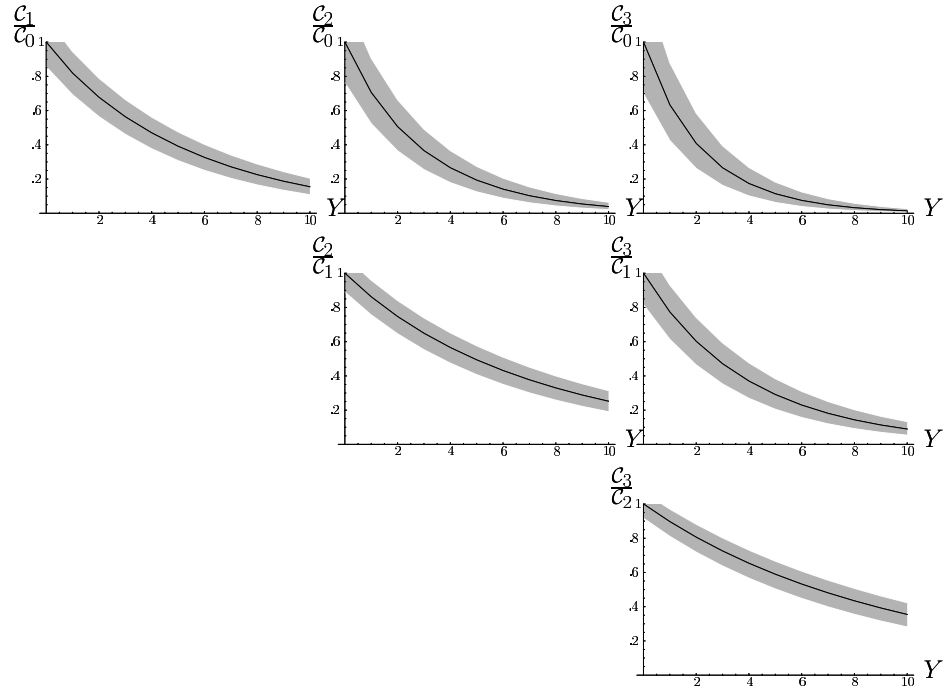 C1/C0 C2/C0 C3/C0
1 1 1
.8 .8 .8
.6 .6 .6
.4 .4 .4
.2 .2 .2
Y Y Y
2 4 6 8 10 2 4 6 8 10 2 4 6 8 10
C2/C1 C3/C1
1 1
.8 .8
.6 .6
.4 .4
.2 .2
Y Y
2 4 6 8 10 2 4 6 8 10
C3/C2
1
.8
.6
.4
.2
Y
2 4 6 8 10